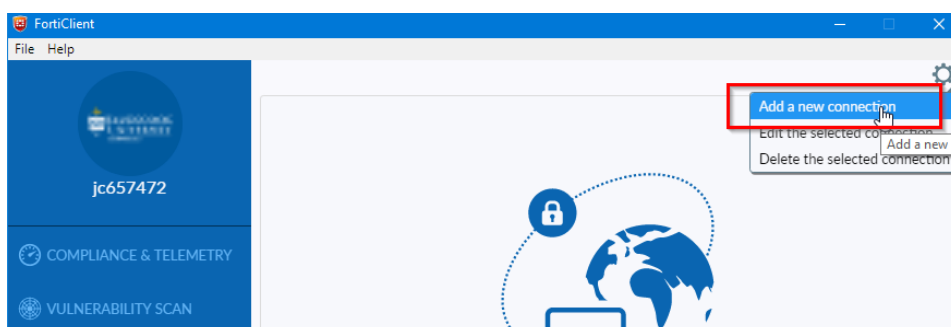 FortiClient
File Help
Add a new connection
Edit the selected connection
Add a new
Delete the selected connection
jc657472
COMPLIANCE & TELEMETRY
VULNERABILITY SCAN